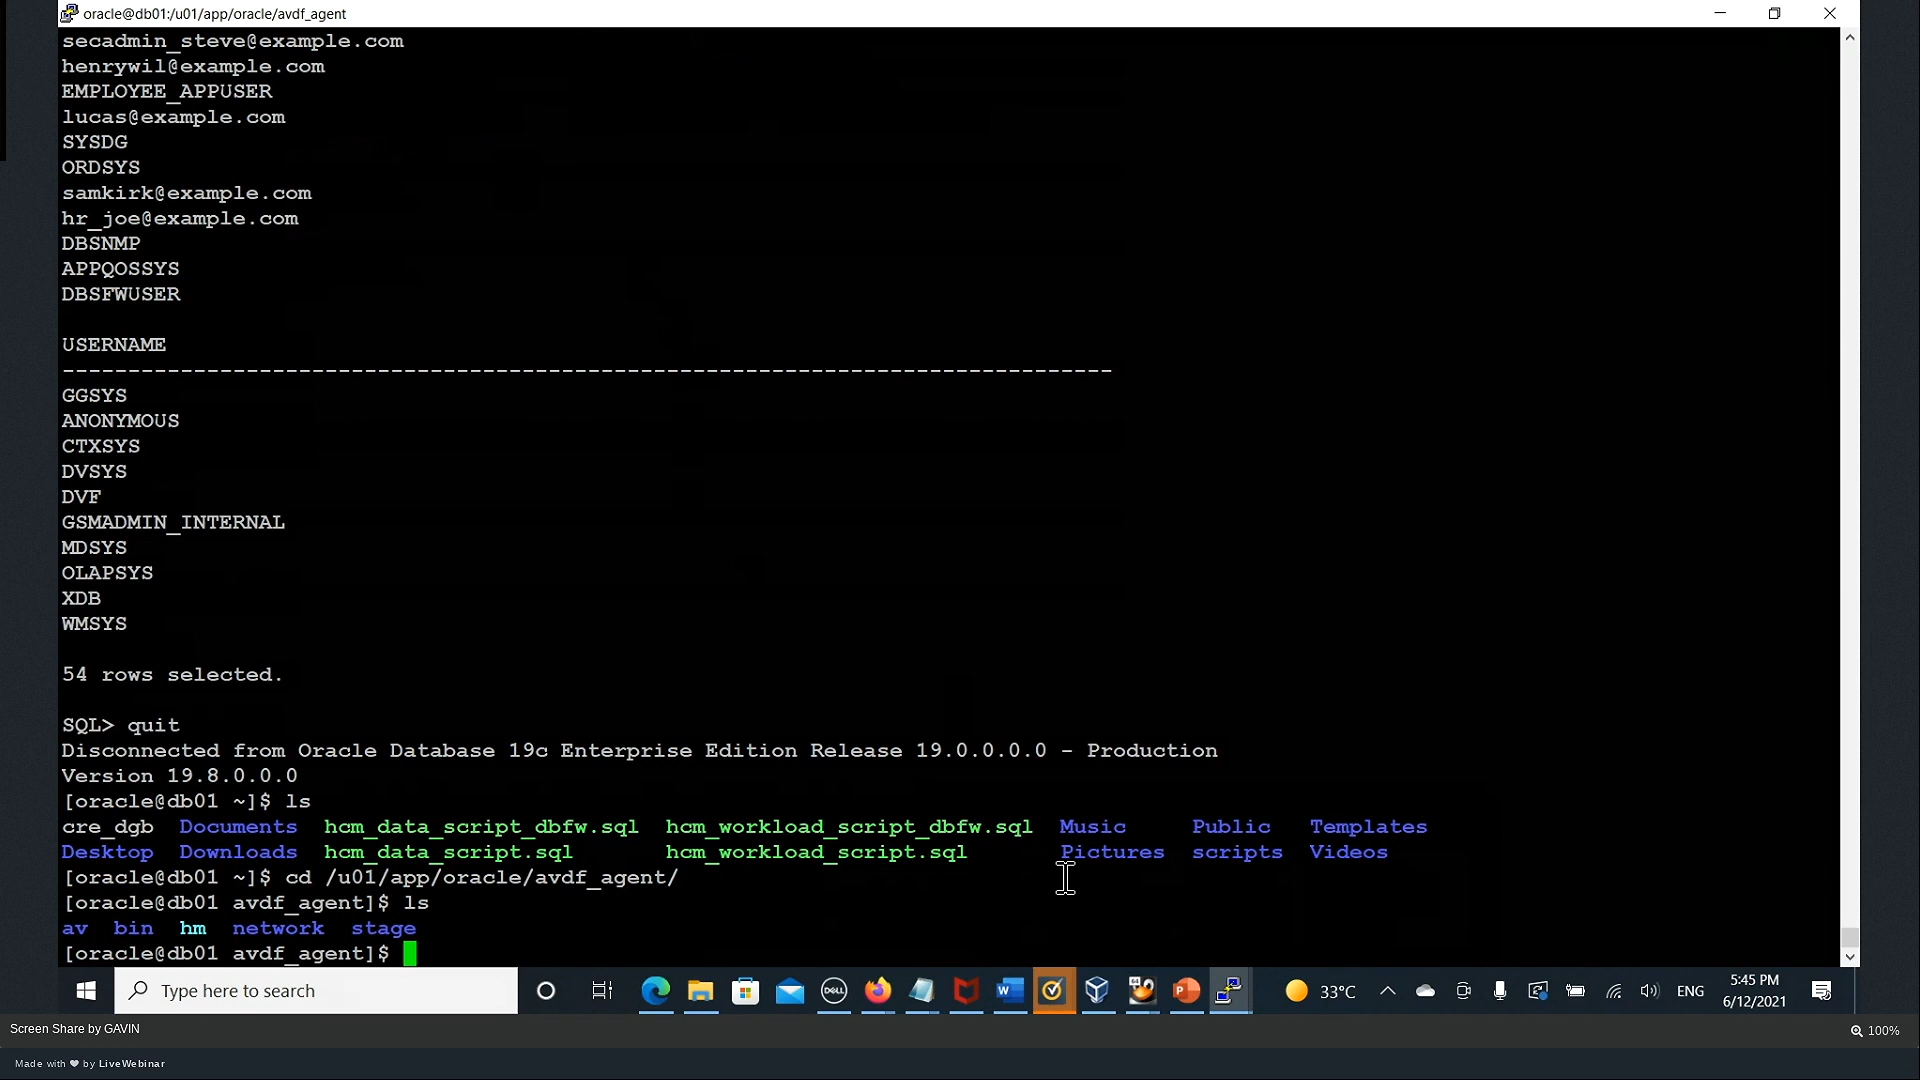 oracle@db01:/u01/app/oracle/avdf_agent
secadmin_steve@example.com
henrywil@example.com
EMPLOYEE_APPUSER
lucas@example.com
SYSDG
ORDSYS
samkirk@example.com
hr_joe@example.com
DBSNMP
APPQOSSYS
DBSFWUSER
USERNAME
--------------------------------------------------------------------------------
GGSYS
ANONYMOUS
CTXSYS
DVSYS
DVF
GSMADMIN_INTERNAL
MDSYS
OLAPSYS
XDB
WMSYS
54 rows selected.
SQL> quit
Disconnected from Oracle Database 19c Enterprise Edition Release 19.0.0.0.0 - Production
Version 19.8.0.0.0
[oracle@db01 ~]$ ls
cre_dgb Documents hcm_data_script_dbfw.sql hcm_workload_script_dbfw.sql Music Public Templates
Desktop Downloads hcm_data_script.sql hcm_workload_script.sql Pictures scripts Videos
[oracle@db01 ~]$ cd /u01/app/oracle/avdf_agent/
[oracle@db01 avdf_agent]$ ls
av bin hm network stage
[oracle@db01 avdf_agent]$
Type here to search
DELL
33°C
ENG
5:45 PM
6/12/2021
Screen Share by GAVIN
100%
Made with ❤ by LiveWebinar